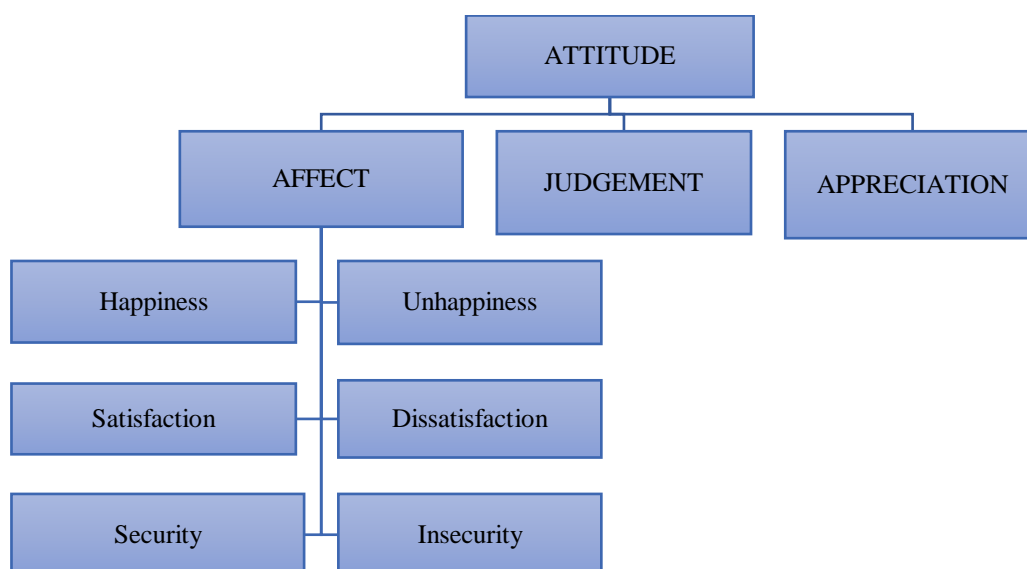 ATTITUDE
AFFECT
JUDGEMENT
APPRECIATION
Happiness
Unhappiness
Satisfaction
Dissatisfaction
Security
Insecurity